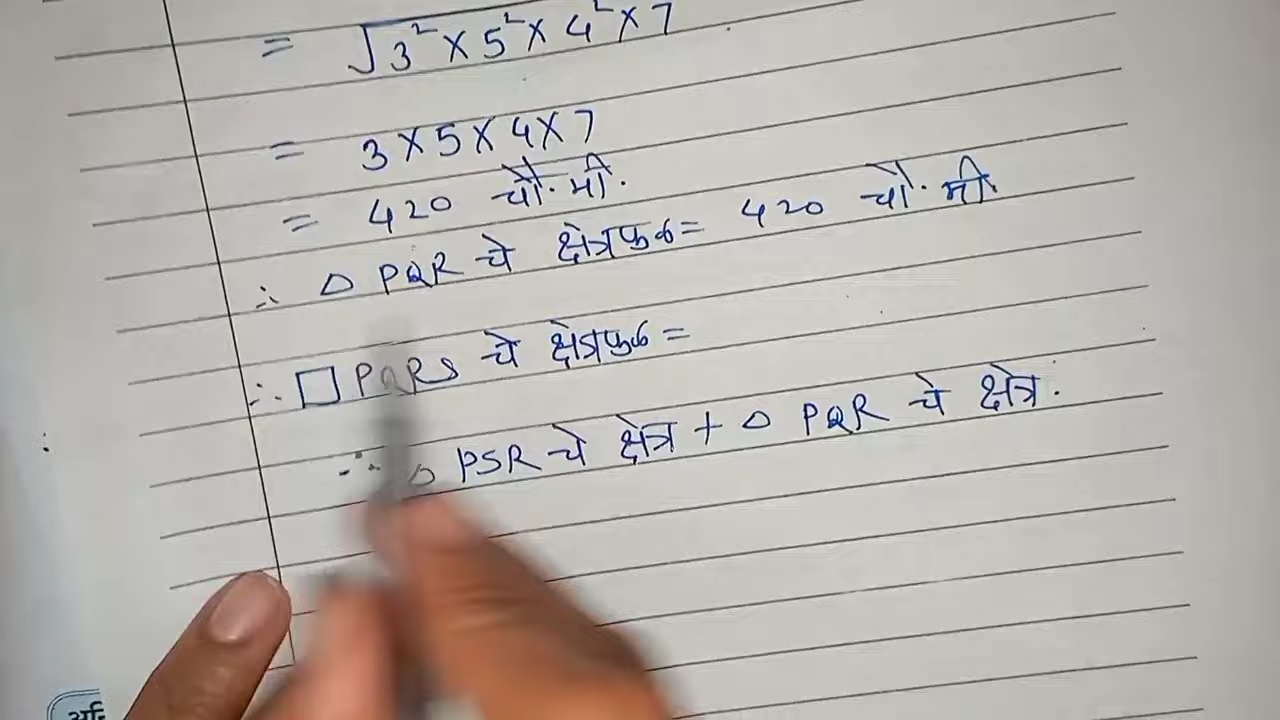 = √3² × 5² × 4² × 7
= 3 × 5 × 4 × 7
= 420 चौ. मी.
∴ △ PQR चे क्षेत्रफळ = 420 चौ. मी.
∴ □ PQRS चे क्षेत्रफळ =
∴ △ PSR चे क्षेत्र + △ PQR चे क्षेत्र.